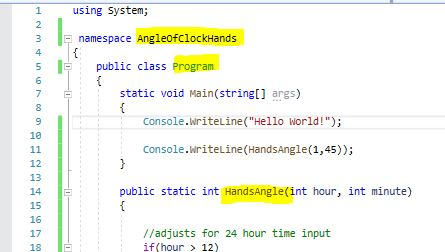 1 using System;
2
3 namespace AngleOfClockHands
4 {
5 public class Program
6 {
7 static void Main(string[] args)
8 {
9 Console.WriteLine("Hello World!");
10
11 Console.WriteLine(HandsAngle(1,45));
12 }
13
14 public static int HandsAngle(int hour, int minute)
15 {
16
17 //adjusts for 24 hour time input
18 if(hour > 12)